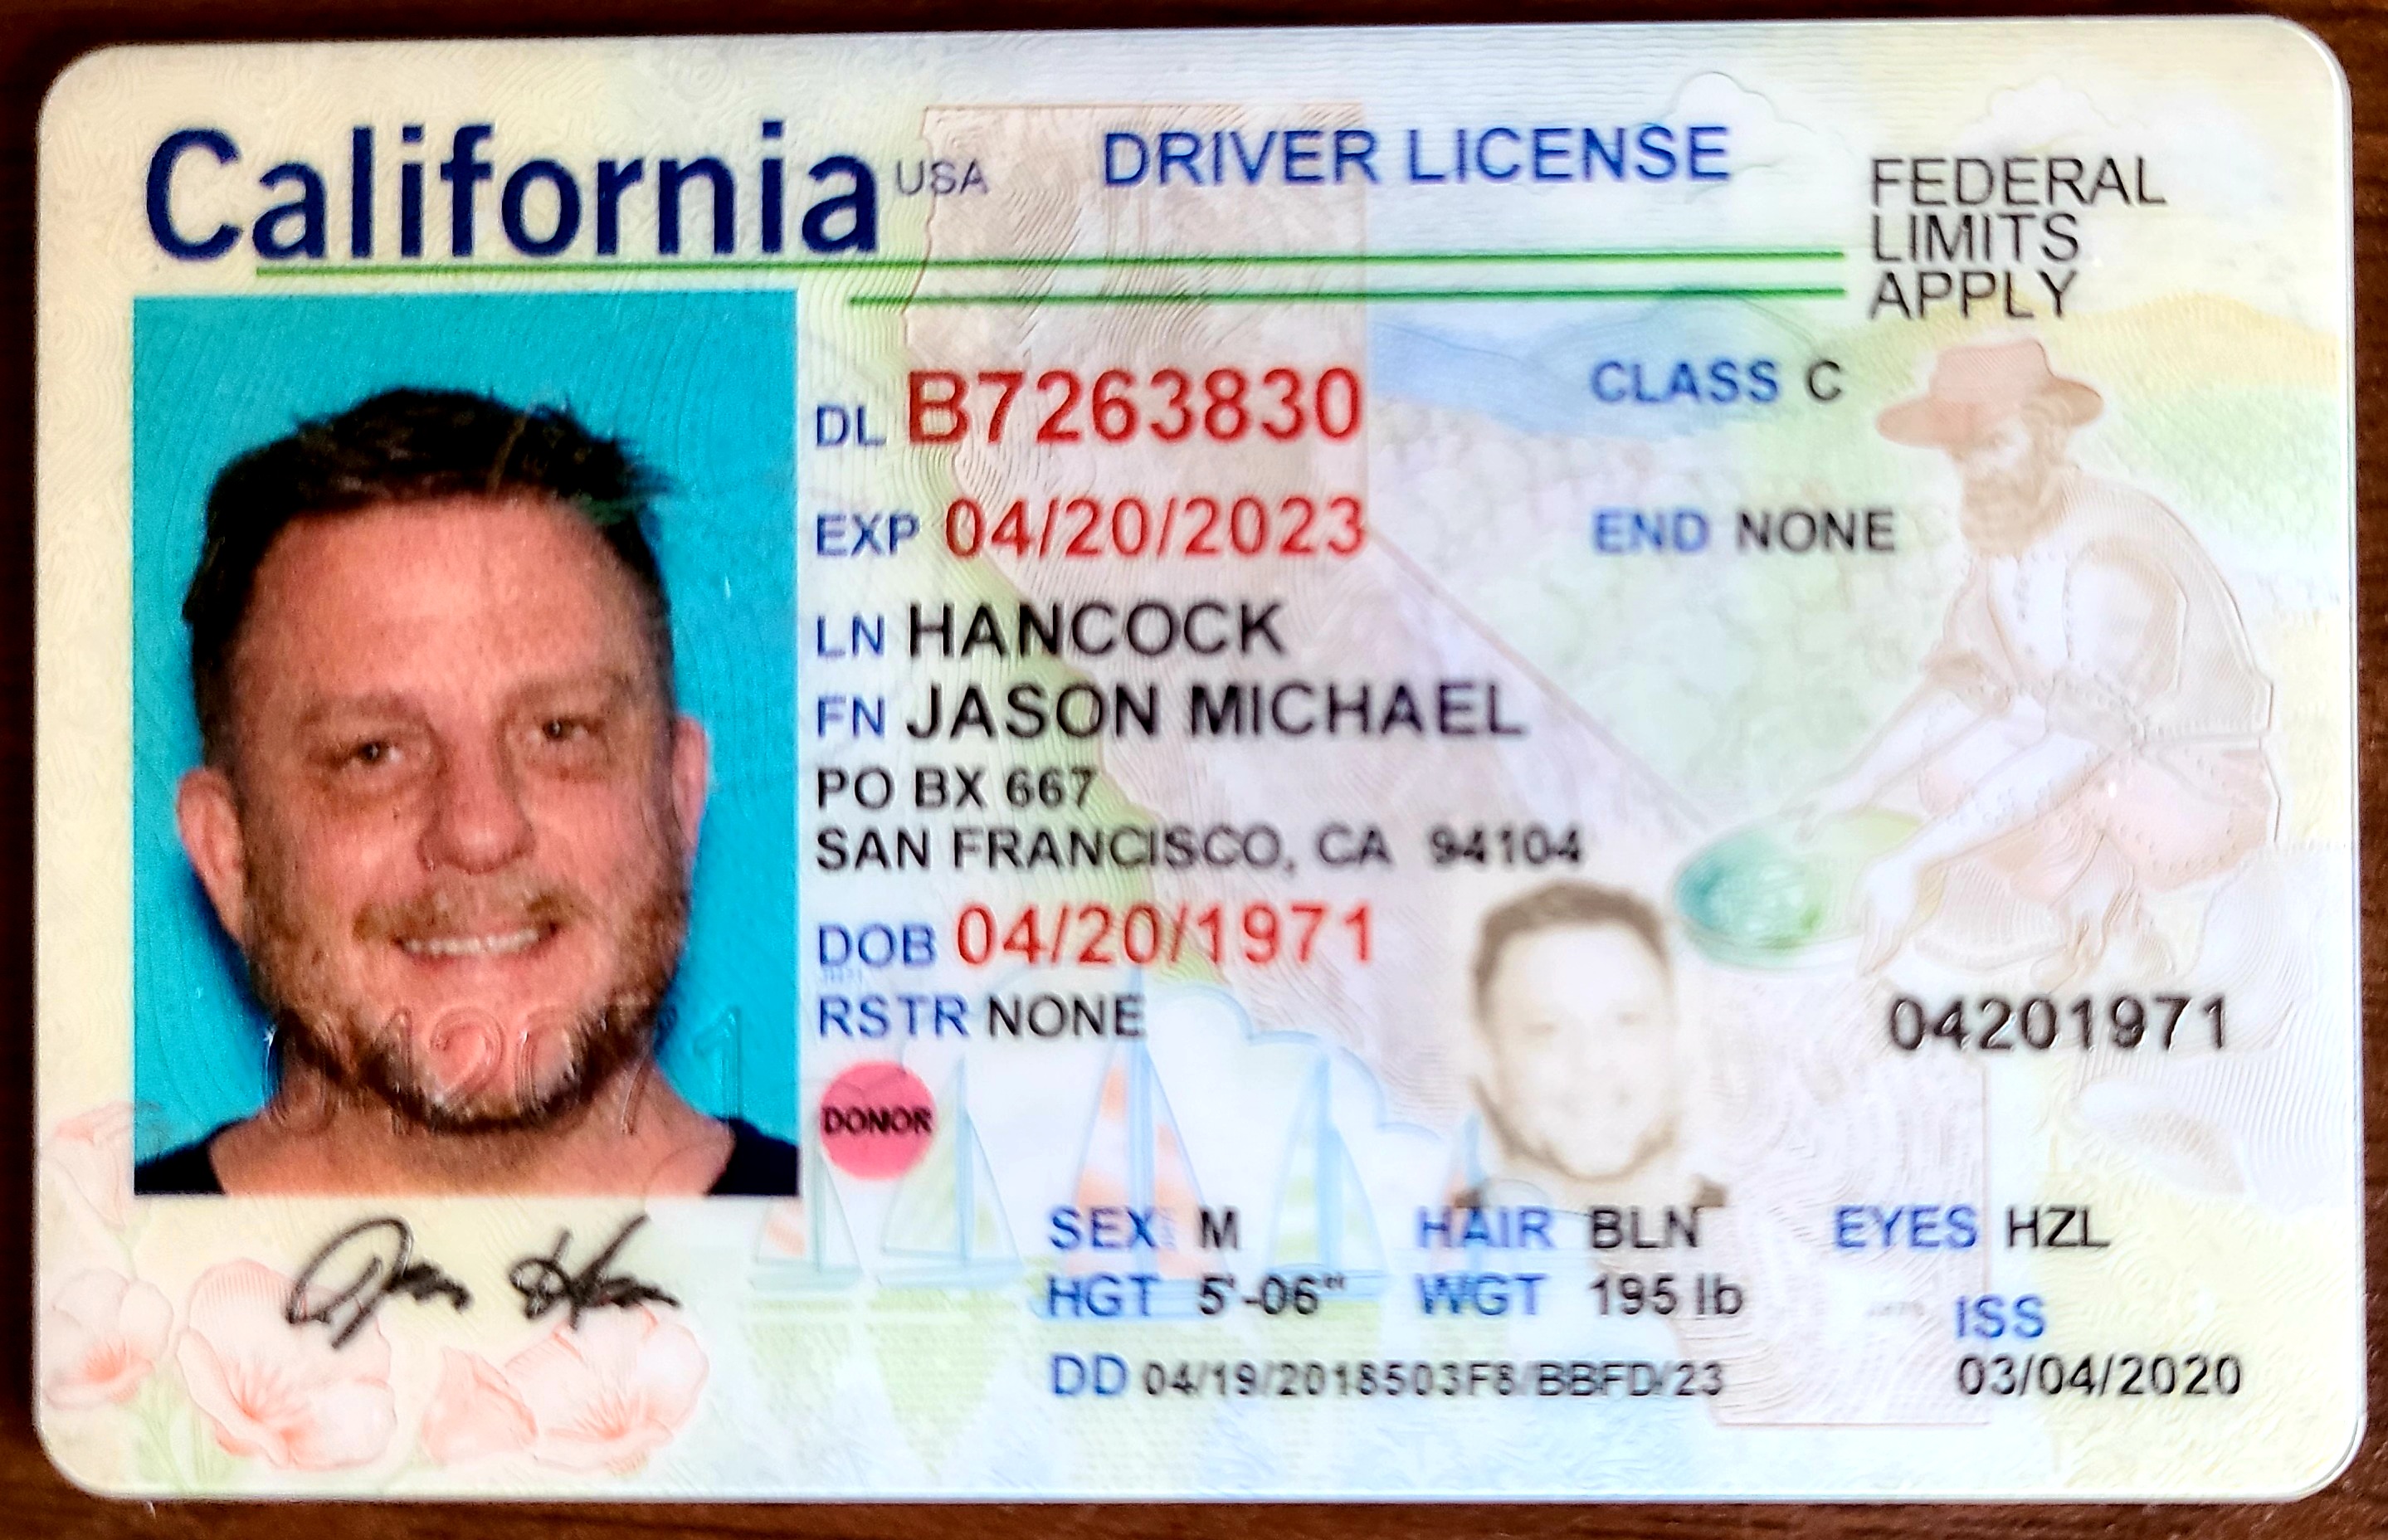 California USA DRIVER LICENSE
FEDERAL
LIMITS
APPLY
DL B7263830
CLASS C
EXP 04/20/2023
END NONE
LN HANCOCK
FN JASON MICHAEL
PO BX 667
SAN FRANCISCO, CA 94104
DOB 04/20/1971
RSTR NONE
04201971
DONOR
SEX M HAIR BLN EYES HZL
HGT 5'-06" WGT 195 lb
ISS
03/04/2020
DD 04/19/2018503F8/BBFD/23